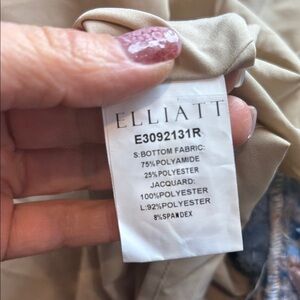 ELLIATT
E3092131R
S:BOTTOM FABRIC:
75%POLYAMIDE
25%POLYESTER
JACQUARD:
100%POLYESTER
L:92%POLYESTER
8%SPANDEX